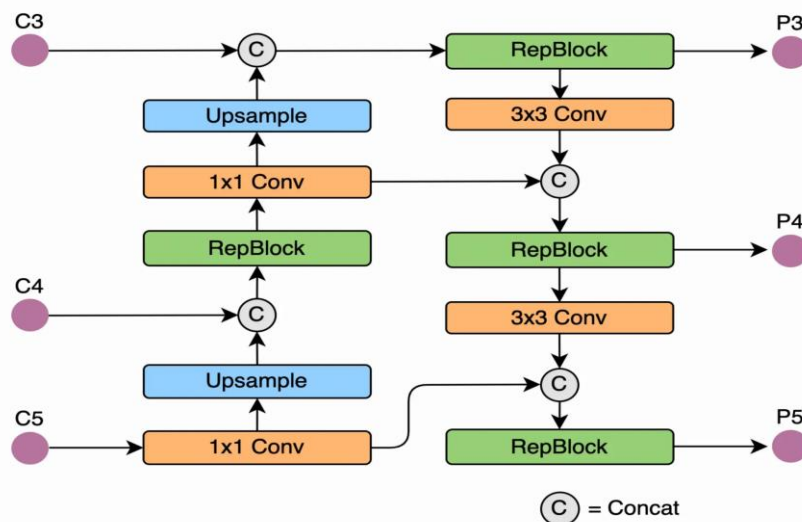 C3
C
RepBlock
P3
Upsample
3x3 Conv
1x1 Conv
C
RepBlock
RepBlock
P4
C4
C
3x3 Conv
Upsample
C
C5
1x1 Conv
RepBlock
P5
C = Concat